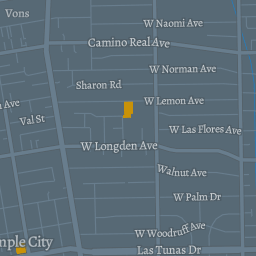 Vons
W Naomi Ave
Camino Real Ave
W Norman Ave
Sharon Rd
W Lemon Ave
Ave
Val St
W Las Flores Ave
W Longden Ave
Walnut Ave
W Palm Dr
W Woodruff Ave
mple City
Las Tunas Dr